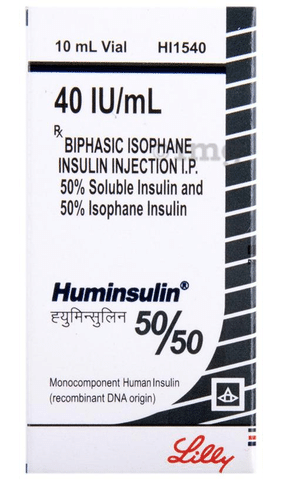 10 mL Vial HI1540
40 IU/mL
Rx BIPHASIC ISOPHANE
INSULIN INJECTION I.P.
50% Soluble Insulin and
50% Isophane Insulin
Huminsulin®
ह्युमिन्सुलिन 50/50
Monocomponent Human Insulin
(recombinant DNA origin)
Lilly